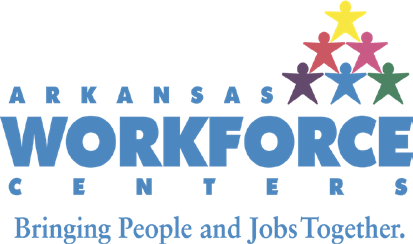 ARKANSAS
WORKFORCE
CENTERS
Bringing People and Jobs Together.